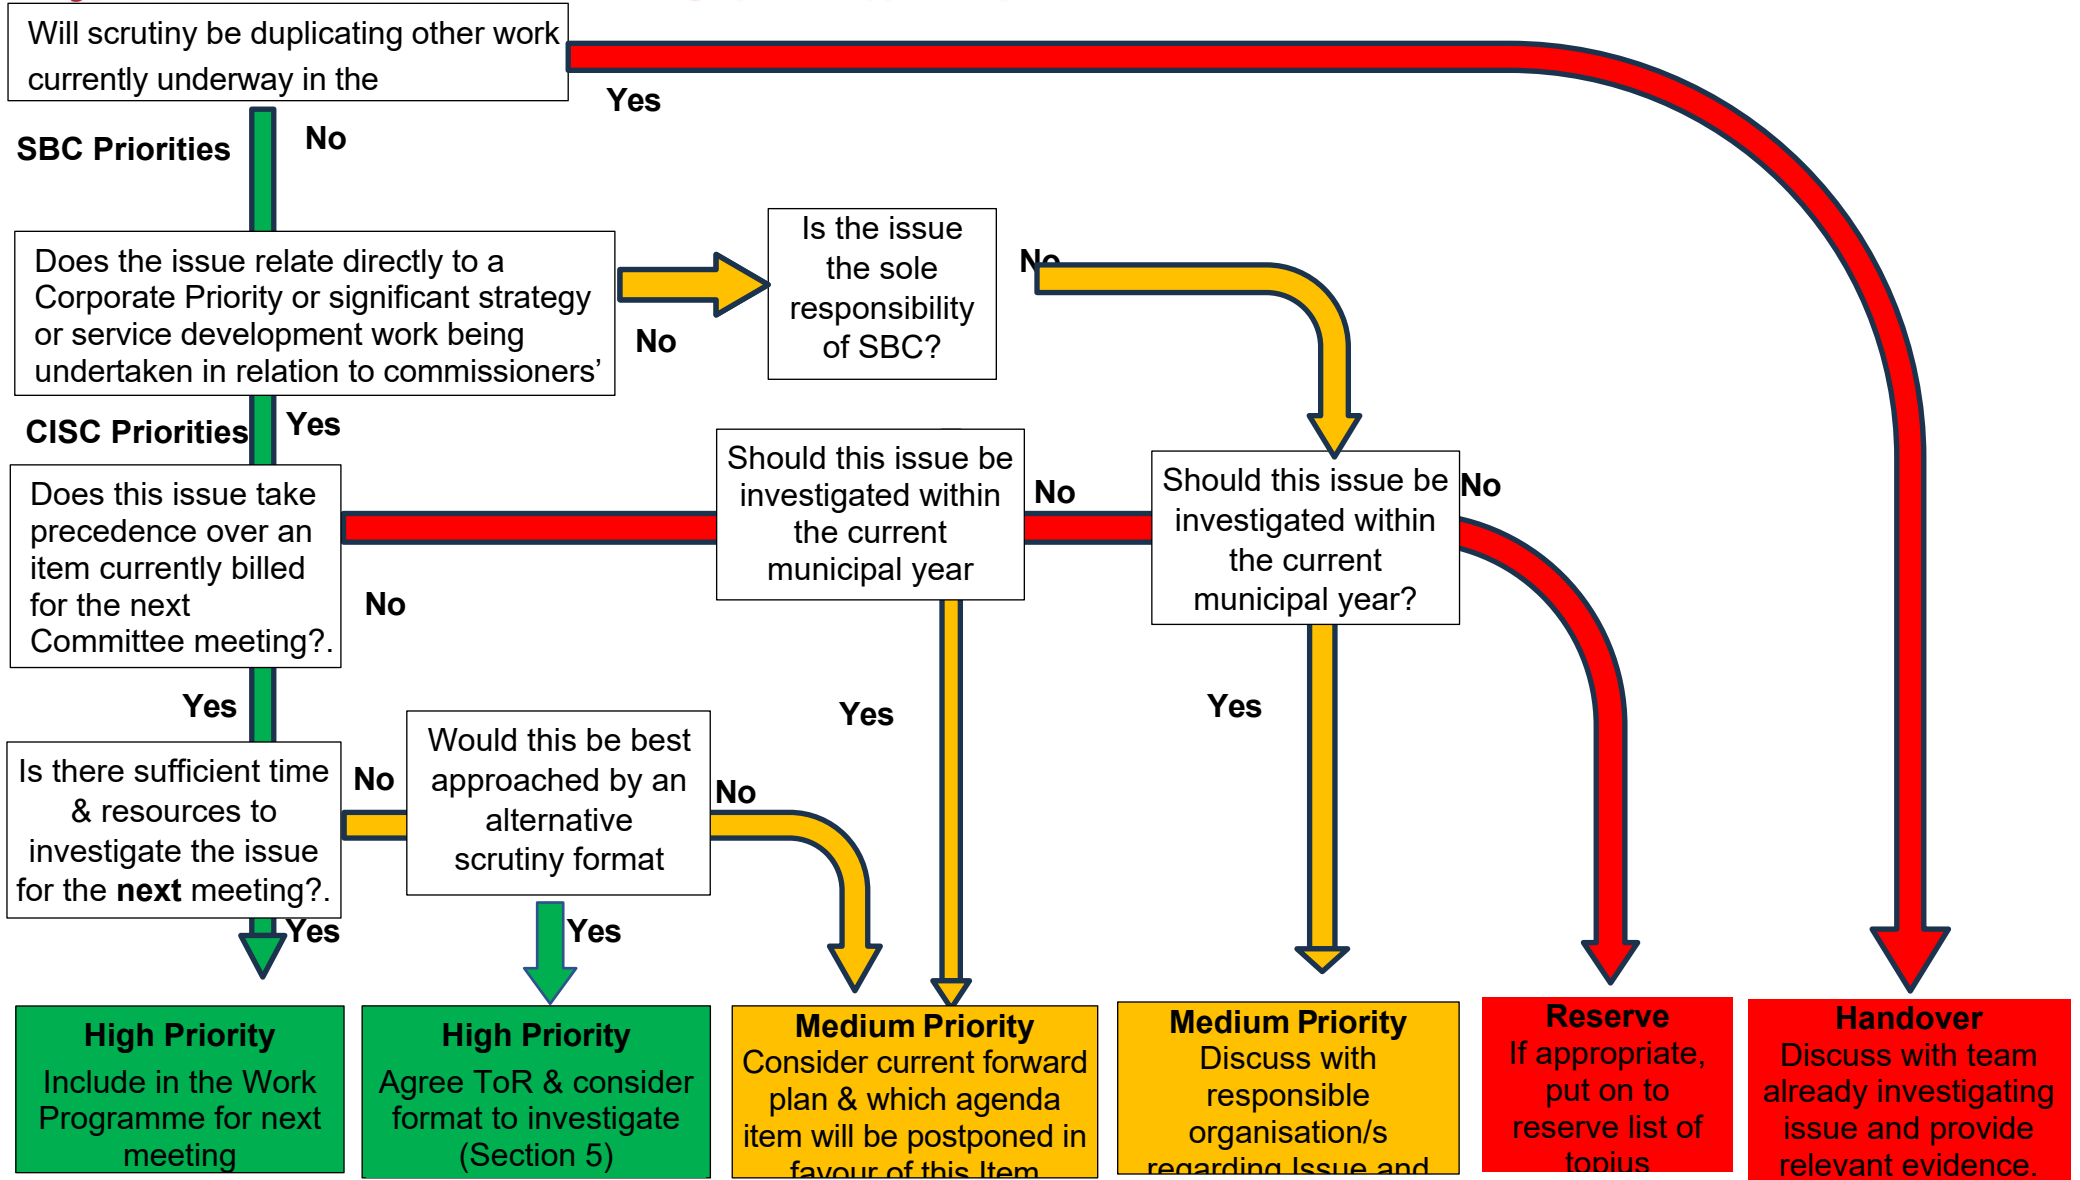 Will scrutiny be duplicating other work
currently underway in the
Yes
No
SBC Priorities
Does the issue relate directly to a
Corporate Priority or significant strategy
or service development work being
undertaken in relation to commissioners’
No
Is the issue
the sole
responsibility
of SBC?
No
CISC Priorities
Yes
Does this issue take
precedence over an
item currently billed
for the next
Committee meeting?.
No
Should this issue be
investigated within
the current
municipal year
No
Should this issue be
investigated within
the current
municipal year?
No
Yes
Yes
Yes
Is there sufficient time
& resources to
investigate the issue
for the next meeting?.
No
Would this be best
approached by an
alternative
scrutiny format
No
Yes
Yes
High Priority
Include in the Work
Programme for next
meeting
High Priority
Agree ToR & consider
format to investigate
(Section 5)
Medium Priority
Consider current forward
plan & which agenda
item will be postponed in
favour of this Item
Medium Priority
Discuss with
responsible
organisation/s
regarding Issue and
Reserve
If appropriate,
put on to
reserve list of
topius
Handover
Discuss with team
already investigating
issue and provide
relevant evidence.